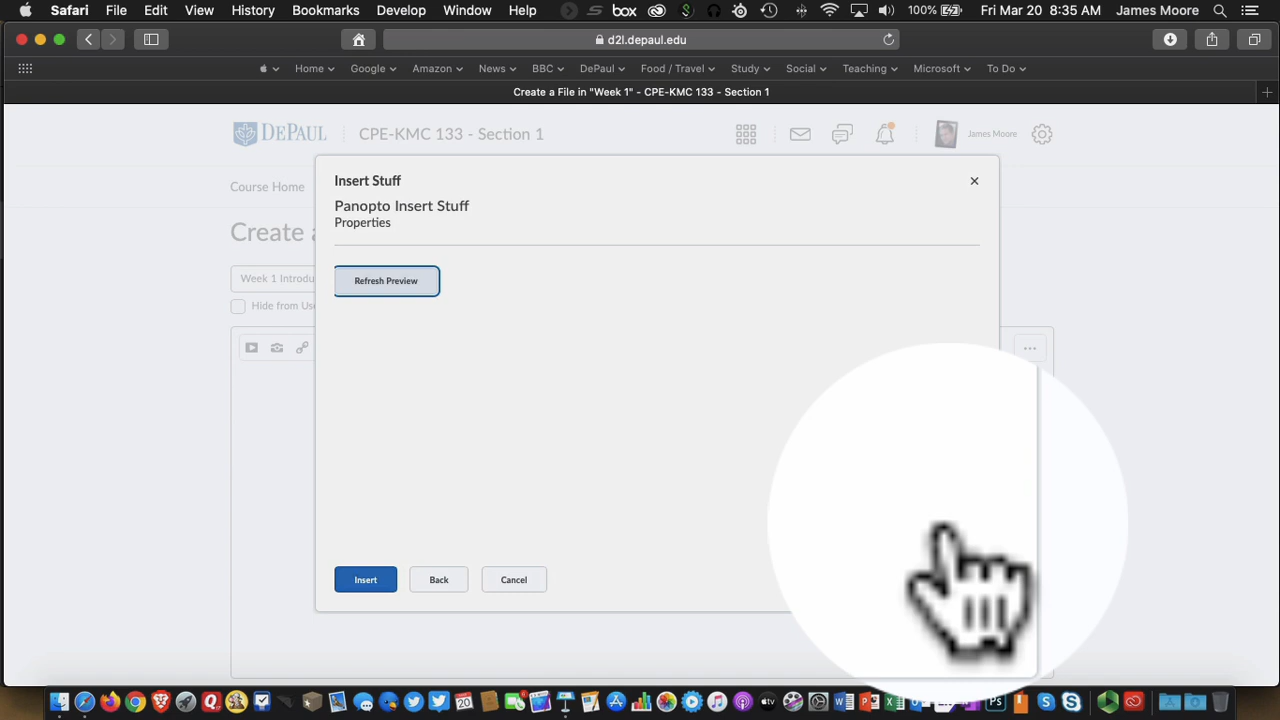 Safari File Edit View History Bookmarks Develop Window Help box 100% Fri Mar 20 8:35 AM James Moore
d2l.depaul.edu
Home Google Amazon News BBC DePaul Food / Travel Study Social Teaching Microsoft To Do
Create a File in "Week 1" - CPE-KMC 133 - Section 1
DEPAUL CPE-KMC 133 - Section 1 James Moore
Insert Stuff
Course Home
Panopto Insert Stuff
Properties
Create a
Week 1 Introdu
Refresh Preview
Hide from Use
Insert Back Cancel